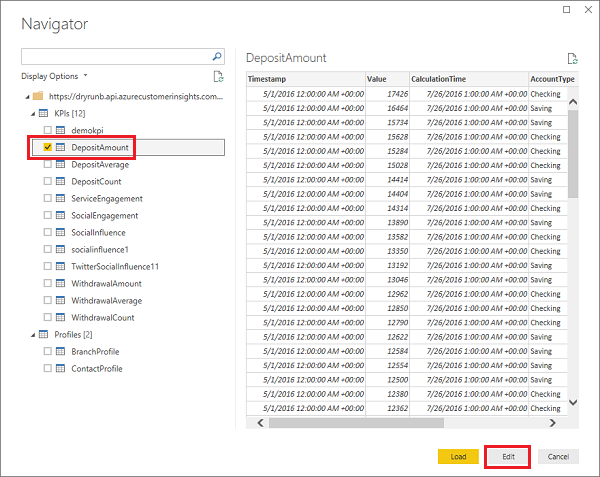 Navigator
Display Options
https://dryrunb.api.azurecustomerinsights.com...
KPIs [12]
demokpi
DepositAmount
DepositAverage
DepositCount
ServiceEngagement
SocialEngagement
SocialInfluence
socialinfluence1
TwitterSocialInfluence11
WithdrawalAmount
WithdrawalAverage
WithdrawalCount
Profiles [2]
BranchProfile
ContactProfile
DepositAmount
Timestamp Value CalculationTime AccountType
5/1/2016 12:00:00 AM +00:00 17426 7/26/2016 1:00:00 AM +00:00 Checking
5/1/2016 12:00:00 AM +00:00 16464 7/26/2016 1:00:00 AM +00:00 Saving
5/1/2016 12:00:00 AM +00:00 15734 7/26/2016 1:00:00 AM +00:00 Saving
5/1/2016 12:00:00 AM +00:00 15628 7/26/2016 1:00:00 AM +00:00 Checking
5/1/2016 12:00:00 AM +00:00 15284 7/26/2016 1:00:00 AM +00:00 Checking
5/1/2016 12:00:00 AM +00:00 15028 7/26/2016 1:00:00 AM +00:00 Checking
5/1/2016 12:00:00 AM +00:00 14414 7/26/2016 1:00:00 AM +00:00 Saving
5/1/2016 12:00:00 AM +00:00 14404 7/26/2016 1:00:00 AM +00:00 Saving
5/1/2016 12:00:00 AM +00:00 14314 7/26/2016 1:00:00 AM +00:00 Checking
5/1/2016 12:00:00 AM +00:00 13890 7/26/2016 1:00:00 AM +00:00 Saving
5/1/2016 12:00:00 AM +00:00 13582 7/26/2016 1:00:00 AM +00:00 Checking
5/1/2016 12:00:00 AM +00:00 13350 7/26/2016 1:00:00 AM +00:00 Checking
5/1/2016 12:00:00 AM +00:00 13192 7/26/2016 1:00:00 AM +00:00 Saving
5/1/2016 12:00:00 AM +00:00 13046 7/26/2016 1:00:00 AM +00:00 Saving
5/1/2016 12:00:00 AM +00:00 12962 7/26/2016 1:00:00 AM +00:00 Checking
5/1/2016 12:00:00 AM +00:00 12850 7/26/2016 1:00:00 AM +00:00 Checking
5/1/2016 12:00:00 AM +00:00 12790 7/26/2016 1:00:00 AM +00:00 Checking
5/1/2016 12:00:00 AM +00:00 12622 7/26/2016 1:00:00 AM +00:00 Saving
5/1/2016 12:00:00 AM +00:00 12584 7/26/2016 1:00:00 AM +00:00 Saving
5/1/2016 12:00:00 AM +00:00 12554 7/26/2016 1:00:00 AM +00:00 Saving
5/1/2016 12:00:00 AM +00:00 12500 7/26/2016 1:00:00 AM +00:00 Saving
5/1/2016 12:00:00 AM +00:00 12380 7/26/2016 1:00:00 AM +00:00 Checking
5/1/2016 12:00:00 AM +00:00 12362 7/26/2016 1:00:00 AM +00:00 Checking
Load Edit Cancel